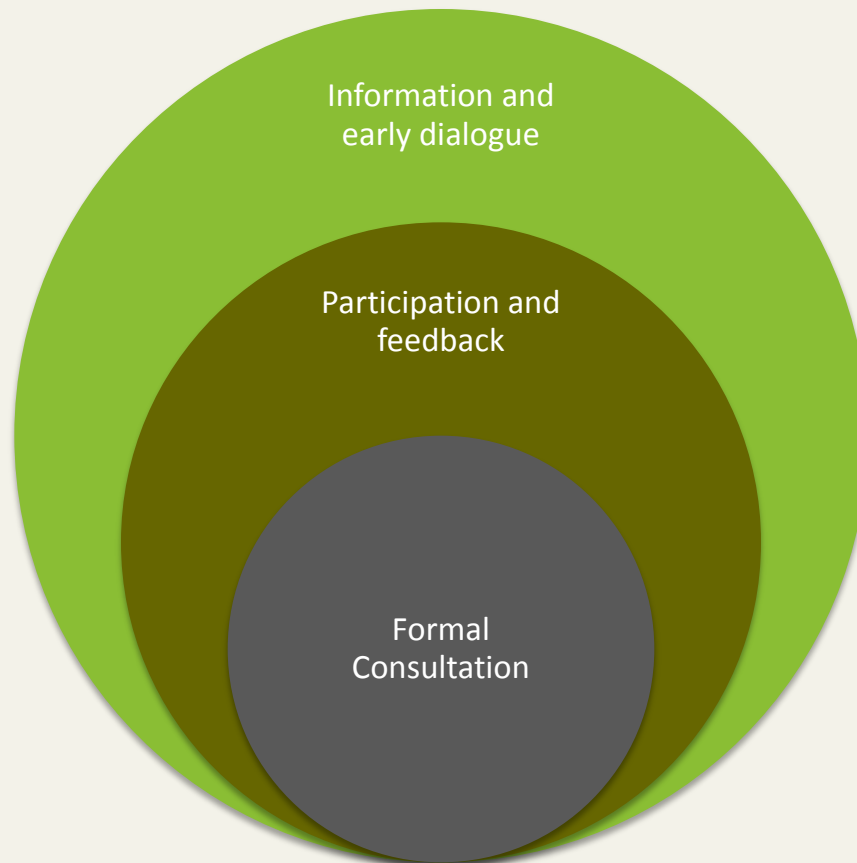 Information and
early dialogue
Participation and
feedback
Formal
Consultation